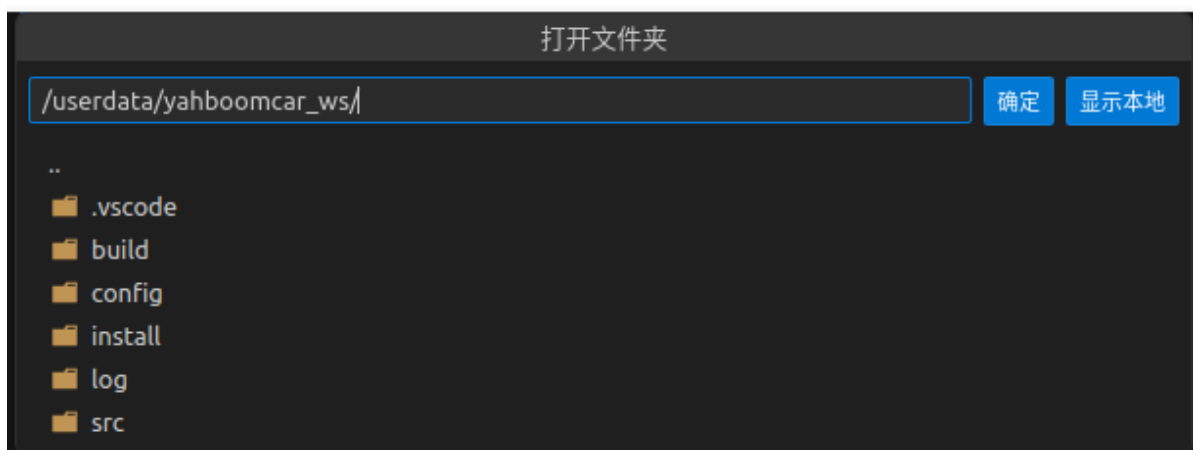 打开文件夹
/userdata/yahboomcar_ws/ 确定 显示本地
..
.vscode
build
config
install
log
src